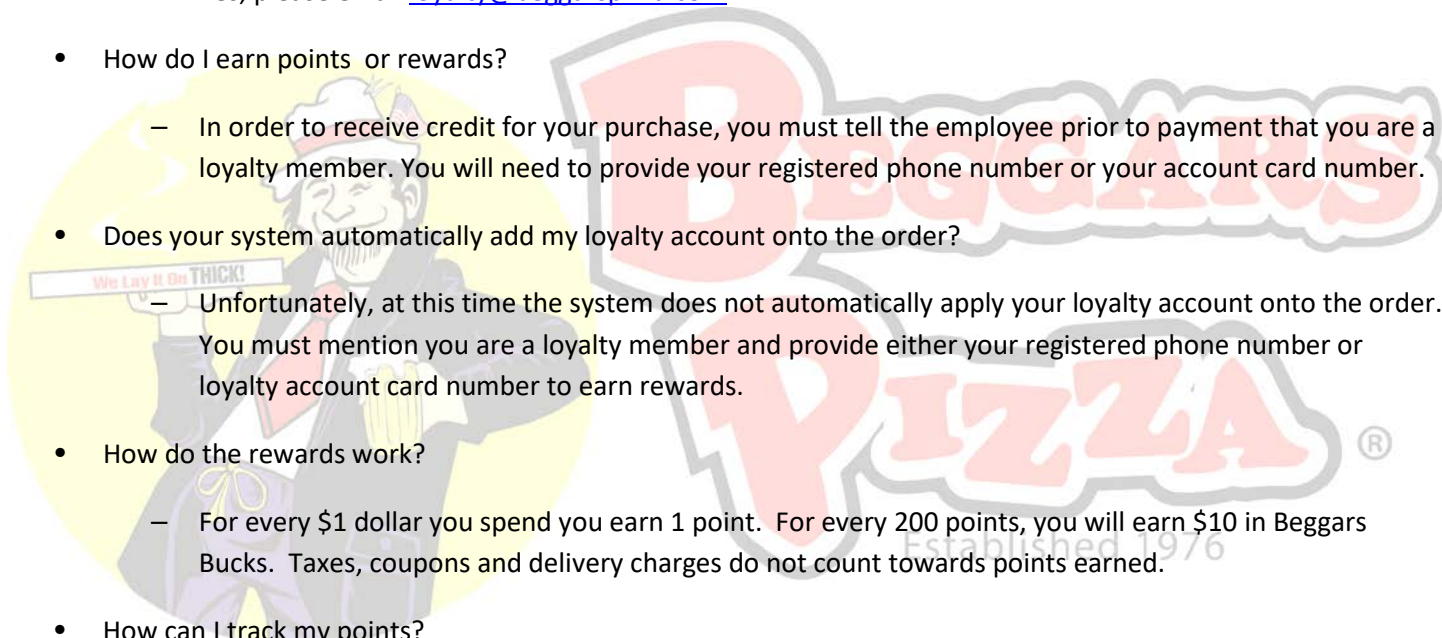 • How do I earn points or rewards?
– In order to receive credit for your purchase, you must tell the employee prior to payment that you are a
loyalty member. You will need to provide your registered phone number or your account card number.
• Does your system automatically add my loyalty account onto the order?
– Unfortunately, at this time the system does not automatically apply your loyalty account onto the order.
You must mention you are a loyalty member and provide either your registered phone number or
loyalty account card number to earn rewards.
• How do the rewards work?
– For every $1 dollar you spend you earn 1 point. For every 200 points, you will earn $10 in Beggars
Bucks. Taxes, coupons and delivery charges do not count towards points earned.
• How can I track my points?
BEGGARS
PIZZA ®
We Lay It On THICK!
Established 1976